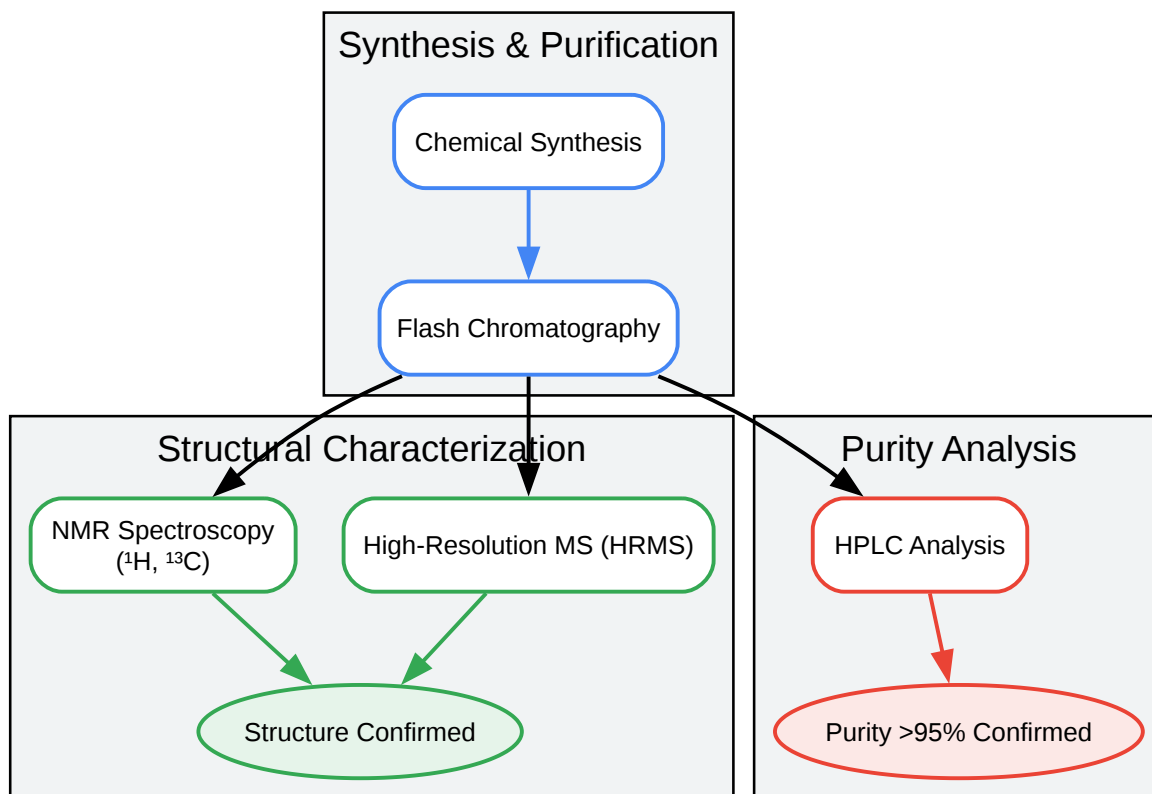 Synthesis & Purification
Chemical Synthesis
Flash Chromatography
Structural Characterization
Purity Analysis
NMR Spectroscopy
(¹H, ¹³C)
High-Resolution MS (HRMS)
HPLC Analysis
Structure Confirmed
Purity >95% Confirmed